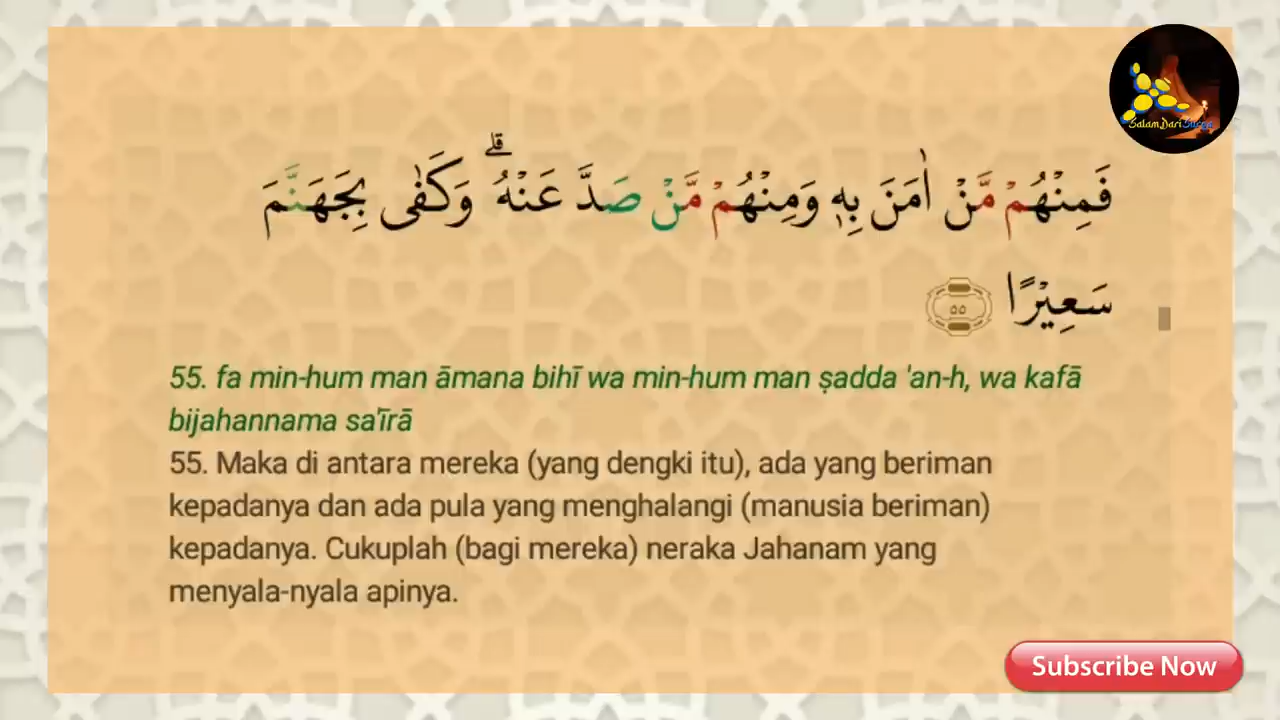 Salam Dari Surga
فَمِنْهُمْ مَّنْ اٰمَنَ بِهٖ وَمِنْهُمْ مَّنْ صَدَّ عَنْهُ ۗ وَكَفٰى بِجَهَنَّمَ
سَعِيْرًا ٥٥
55. fa min-hum man āmana bihī wa min-hum man ṣadda 'an-h, wa kafā
bijahannama sa'īrā
55. Maka di antara mereka (yang dengki itu), ada yang beriman
kepadanya dan ada pula yang menghalangi (manusia beriman)
kepadanya. Cukuplah (bagi mereka) neraka Jahanam yang
menyala-nyala apinya.
Subscribe Now